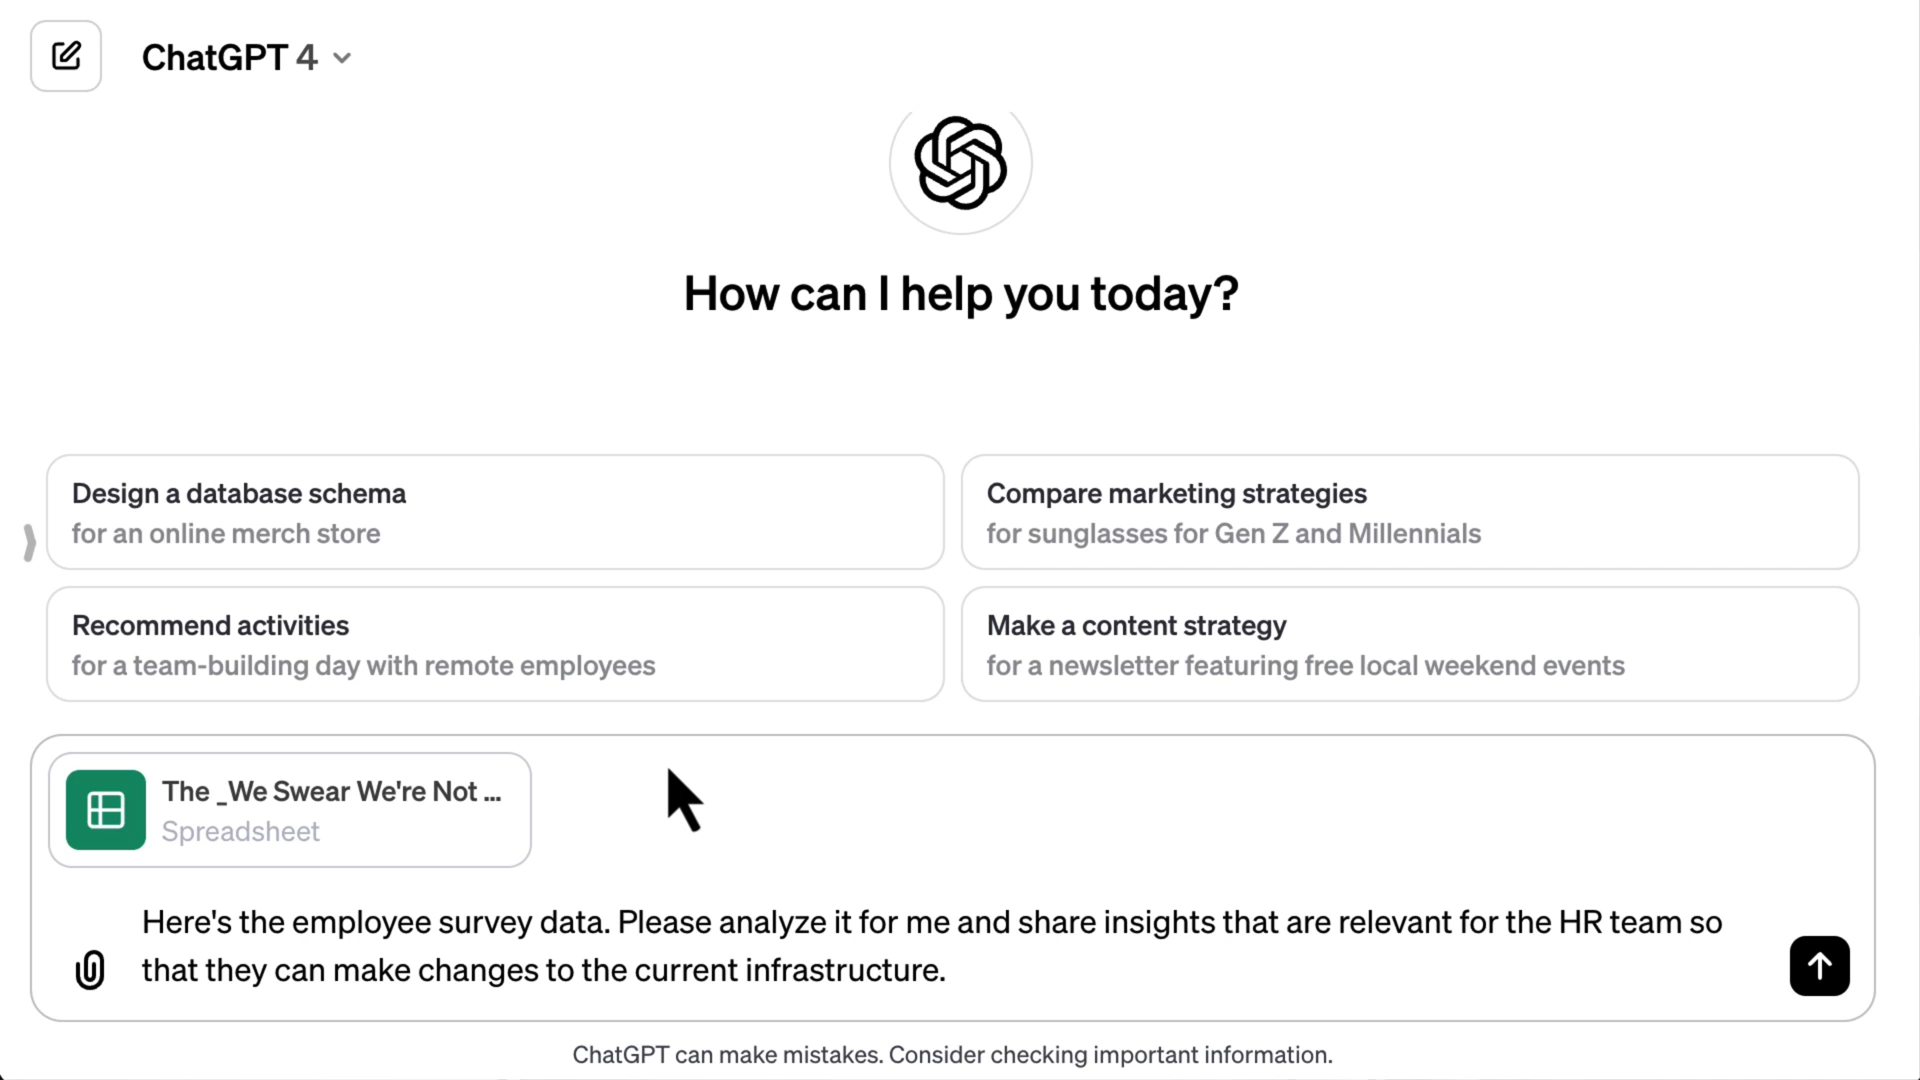 ChatGPT 4
How can I help you today?
Design a database schema
for an online merch store
Compare marketing strategies
for sunglasses for Gen Z and Millennials
Recommend activities
for a team-building day with remote employees
Make a content strategy
for a newsletter featuring free local weekend events
The _We Swear We're Not ...
Spreadsheet
Here's the employee survey data. Please analyze it for me and share insights that are relevant for the HR team so
that they can make changes to the current infrastructure.
ChatGPT can make mistakes. Consider checking important information.